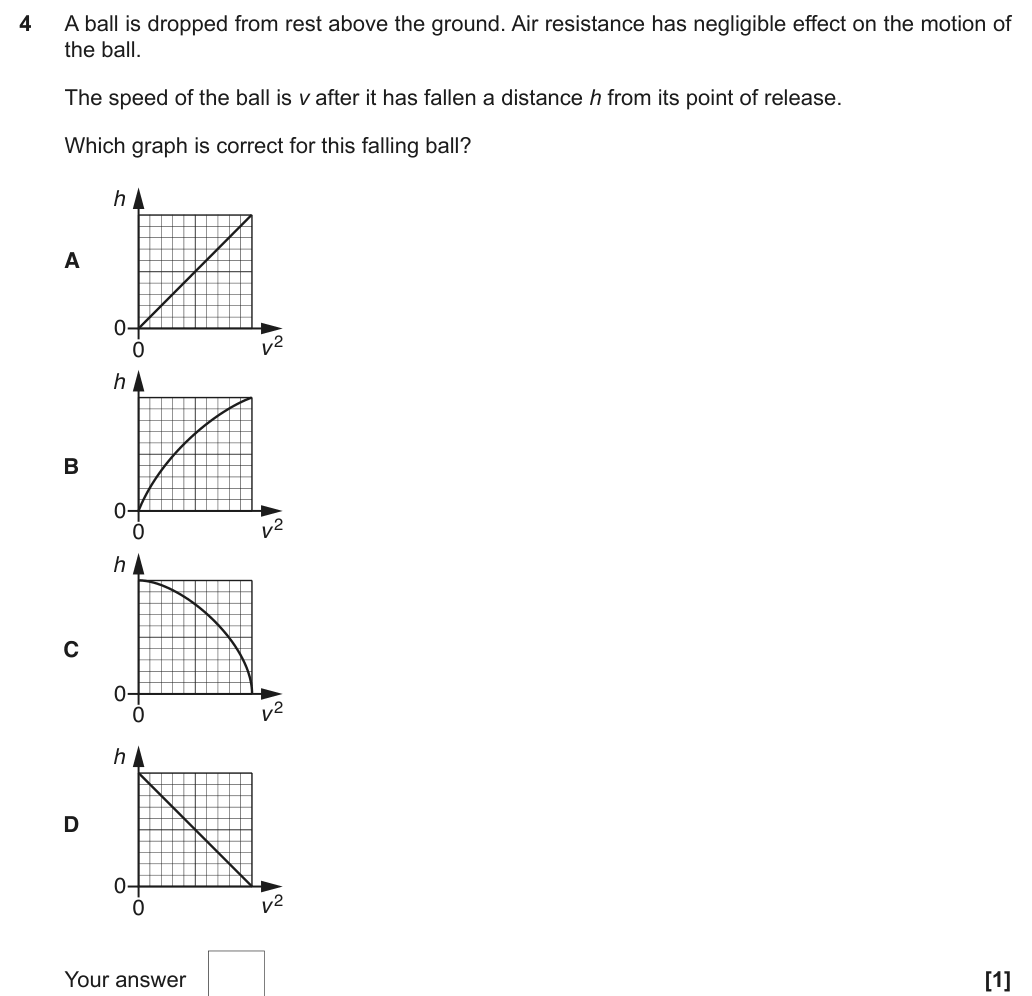 4 A ball is dropped from rest above the ground. Air resistance has negligible effect on the motion of
the ball.
The speed of the ball is v after it has fallen a distance h from its point of release.
Which graph is correct for this falling ball?
h
A
0
0
v²
h
B
0
0
v²
h
C
0
0
v²
h
D
0
0
v²
Your answer [1]